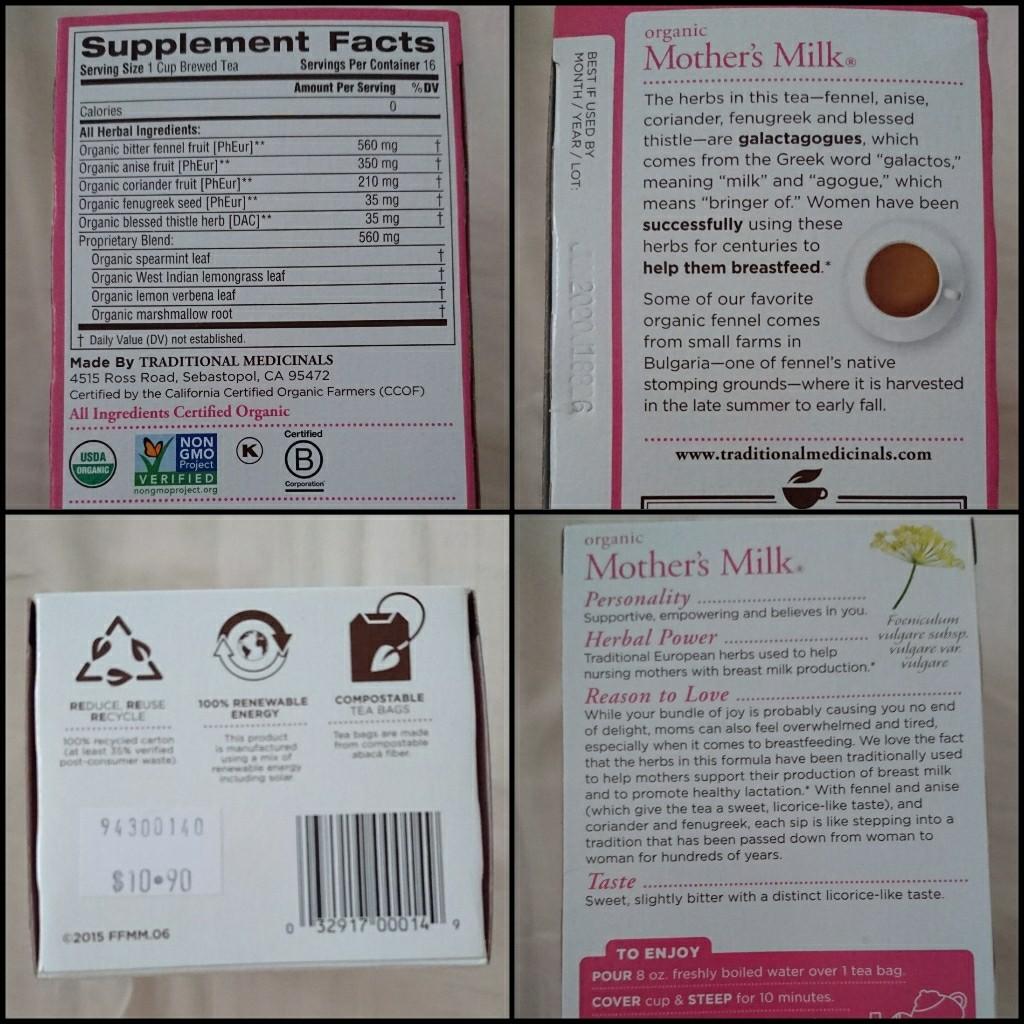 Supplement Facts
Serving Size 1 Cup Brewed Tea Servings Per Container 16
Amount Per Serving %DV
Calories 0
All Herbal Ingredients:
Organic bitter fennel fruit [PhEur]** 560 mg †
Organic anise fruit [PhEur]** 350 mg †
Organic coriander fruit [PhEur]** 210 mg †
Organic fenugreek seed [PhEur]** 35 mg †
Organic blessed thistle herb [DAC]** 35 mg †
Proprietary Blend: 560 mg
Organic spearmint leaf †
Organic West Indian lemongrass leaf †
Organic lemon verbena leaf †
Organic marshmallow root †
† Daily Value (DV) not established.
Made By TRADITIONAL MEDICINALS
4515 Ross Road, Sebastopol, CA 95472
Certified by the California Certified Organic Farmers (CCOF)
All Ingredients Certified Organic
USDA
ORGANIC
NON
GMO
Project
VERIFIED
nongmoproject.org
K
Certified
B
Corporation
BEST IF USED BY
MONTH / YEAR / LOT:
organic
Mother's Milk®
The herbs in this tea—fennel, anise,
coriander, fenugreek and blessed
thistle—are galactagogues, which
comes from the Greek word “galactos,”
meaning “milk” and “agogue,” which
means “bringer of.” Women have been
successfully using these
herbs for centuries to
help them breastfeed.*
Some of our favorite
organic fennel comes
from small farms in
Bulgaria—one of fennel's native
stomping grounds—where it is harvested
in the late summer to early fall.
www.traditionalmedicinals.com
REDUCE, REUSE
RECYCLE
100% recycled carton
(at least 35% verified
post-consumer waste).
100% RENEWABLE
ENERGY
This product
is manufactured
using a mix of
renewable energy
including solar.
COMPOSTABLE
TEA BAGS
Tea bags are made
from compostable
abacá fiber.
94300140
$10•90
0 32917 00014 9
©2015 FFMM.06
organic
Mother's Milk®
Personality
Supportive, empowering and believes in you.
Herbal Power
Traditional European herbs used to help
nursing mothers with breast milk production.*
Foeniculum
vulgare subsp.
vulgare var.
vulgare
Reason to Love
While your bundle of joy is probably causing you no end
of delight, moms can also feel overwhelmed and tired,
especially when it comes to breastfeeding. We love the fact
that the herbs in this formula have been traditionally used
to help mothers support their production of breast milk
and to promote healthy lactation.* With fennel and anise
(which give the tea a sweet, licorice-like taste), and
coriander and fenugreek, each sip is like stepping into a
tradition that has been passed down from woman to
woman for hundreds of years.
Taste
Sweet, slightly bitter with a distinct licorice-like taste.
TO ENJOY
POUR 8 oz. freshly boiled water over 1 tea bag.
COVER cup & STEEP for 10 minutes.